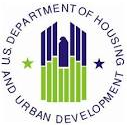 U.S. DEPARTMENT OF HOUSING
AND URBAN DEVELOPMENT